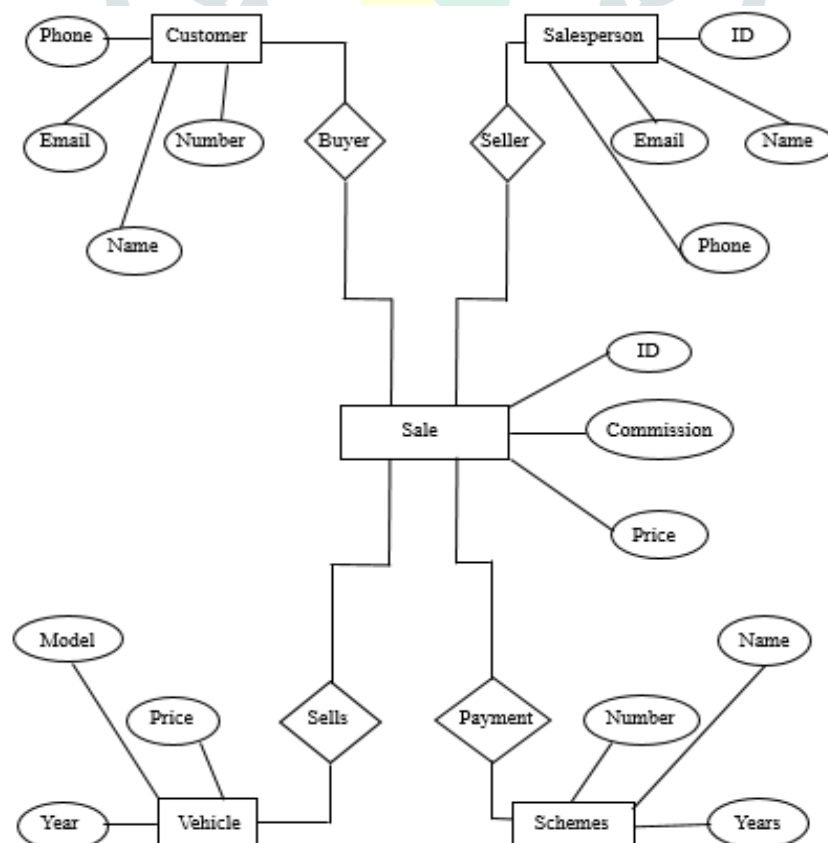 Customer
Salesperson
ID
Phone
Email
Number
Buyer
Seller
Email
Name
Name
Phone
ID
Sale
Commission
Price
Model
Name
Price
Sells
Payment
Number
Year
Vehicle
Schemes
Years